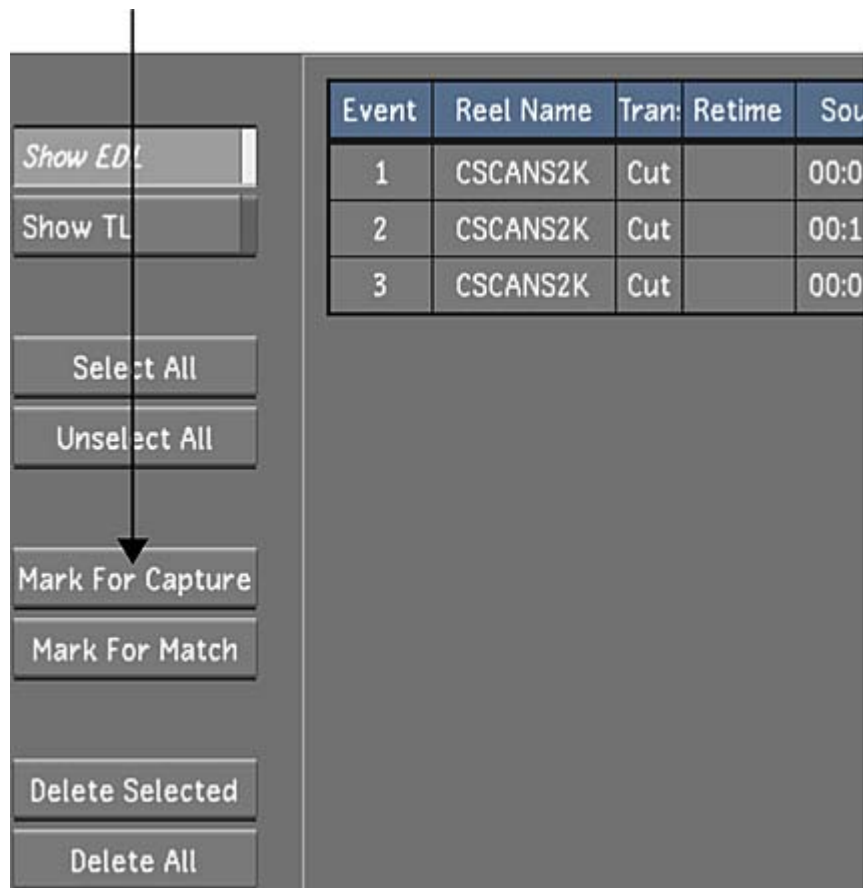 Show EDL
Show TL
Select All
Unselect All
Mark For Capture
Mark For Match
Delete Selected
Delete All
Event Reel Name Tran Retime Sou
1 CSCANS2K Cut 00:0
2 CSCANS2K Cut 00:1
3 CSCANS2K Cut 00:0